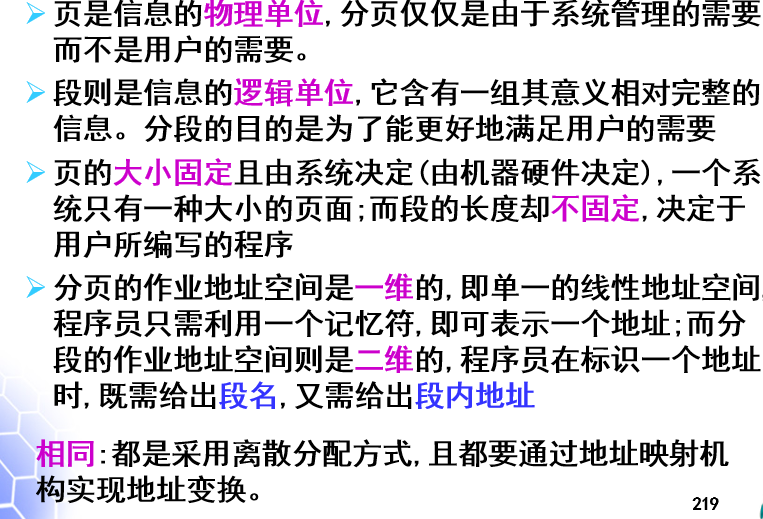 页是信息的物理单位,分页仅仅是由于系统管理的需要
而不是用户的需要。
段则是信息的逻辑单位,它含有一组其意义相对完整的
信息。分段的目的是为了能更好地满足用户的需要
页的大小固定且由系统决定(由机器硬件决定),一个系
统只有一种大小的页面;而段的长度却不固定,决定于
用户所编写的程序
分页的作业地址空间是一维的,即单一的线性地址空间,
程序员只需利用一个记忆符,即可表示一个地址;而分
段的作业地址空间则是二维的,程序员在标识一个地址
时,既需给出段名,又需给出段内地址
相同:都是采用离散分配方式,且都要通过地址映射机
构实现地址变换。
219